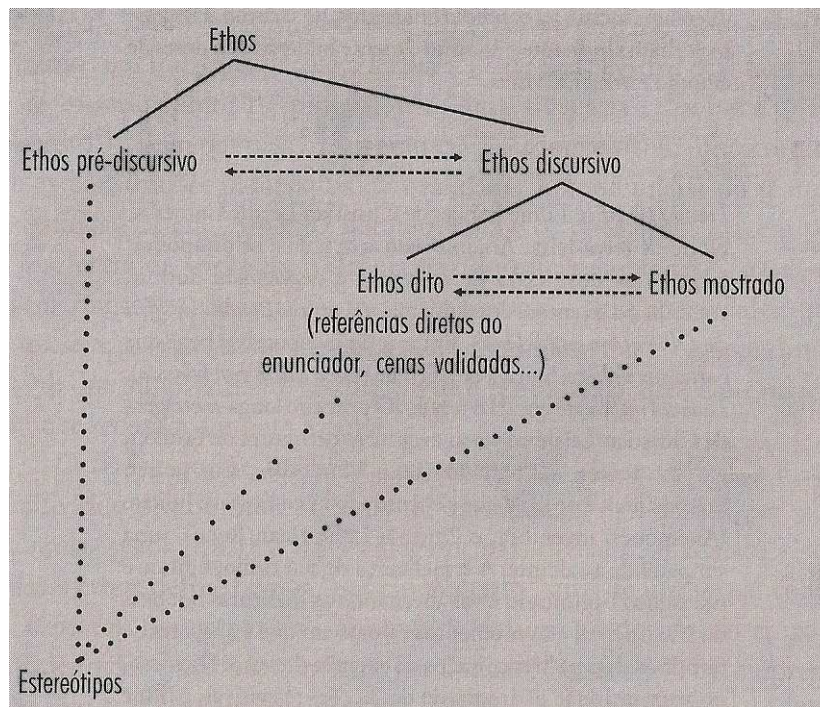 Ethos
Ethos pré-discursivo
Ethos discursivo
Ethos dito
Ethos mostrado
(referências diretas ao
enunciador, cenas validadas...)
Estereótipos